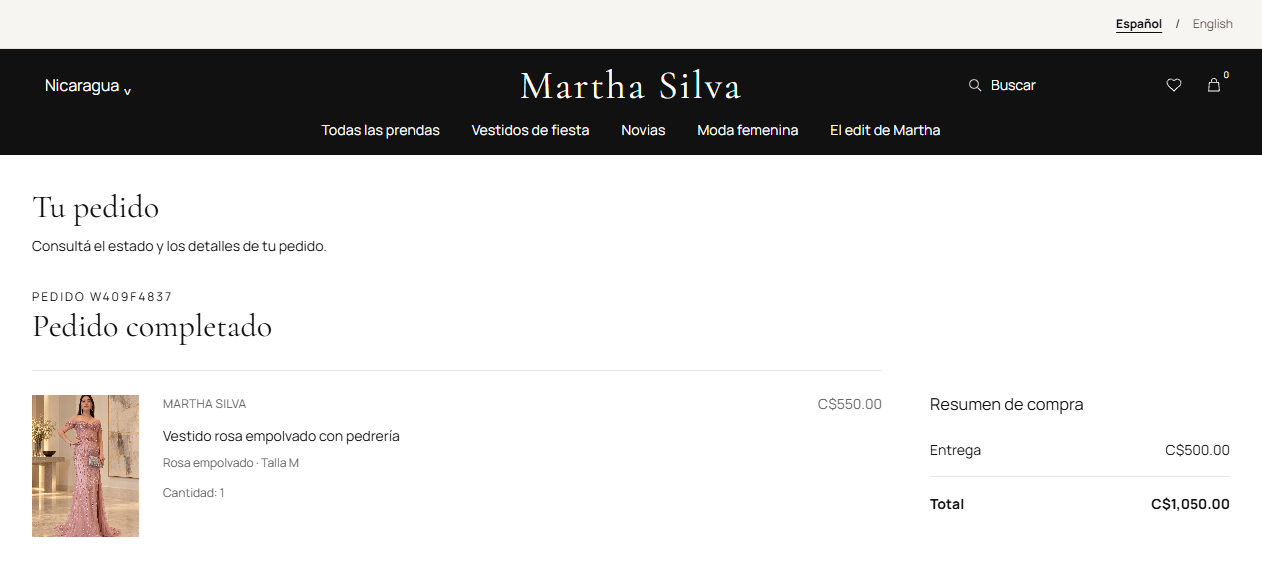 Español / English
Nicaragua v
Martha Silva
Buscar
0
Todas las prendas Vestidos de fiesta Novias Moda femenina El edit de Martha
Tu pedido
Consultá el estado y los detalles de tu pedido.
PEDIDO W409F4837
Pedido completado
MARTHA SILVA C$550.00
Vestido rosa empolvado con pedrería
Rosa empolvado · Talla M
Cantidad: 1
Resumen de compra
Entrega C$500.00
Total C$1,050.00